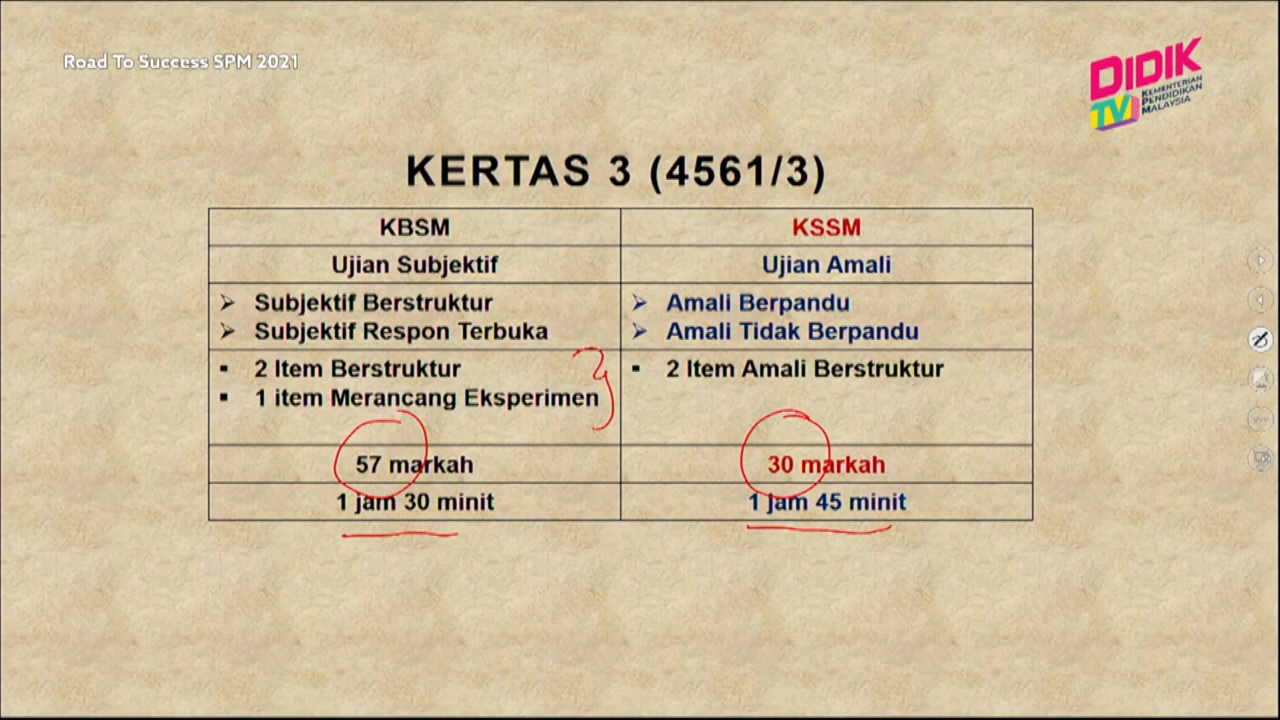 Road To Success SPM 2021
DIDIK
TV
KEMENTERIAN
PENDIDIKAN
MALAYSIA
KERTAS 3 (4561/3)
KBSM
KSSM
Ujian Subjektif
Ujian Amali
Subjektif Berstruktur
Subjektif Respon Terbuka
Amali Berpandu
Amali Tidak Berpandu
2 Item Berstruktur
1 item Merancang Eksperimen
2 Item Amali Berstruktur
57 markah
30 markah
1 jam 30 minit
1 jam 45 minit